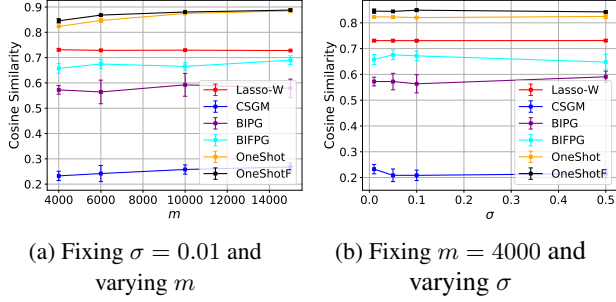 Cosine Similarity
0.9
0.8
0.7
0.6
0.5
0.4
0.3
0.2
4000 6000 8000 10000 12000 14000
m
Lasso-W
CSGM
BIPG
BIFPG
OneShot
OneShotF
Cosine Similarity
0.8
0.7
0.6
0.5
0.4
0.3
0.2
0.0 0.1 0.2 0.3 0.4 0.5
σ
Lasso-W
CSGM
BIPG
BIFPG
OneShot
OneShotF
(a) Fixing σ = 0.01 and
varying m
(b) Fixing m = 4000 and
varying σ